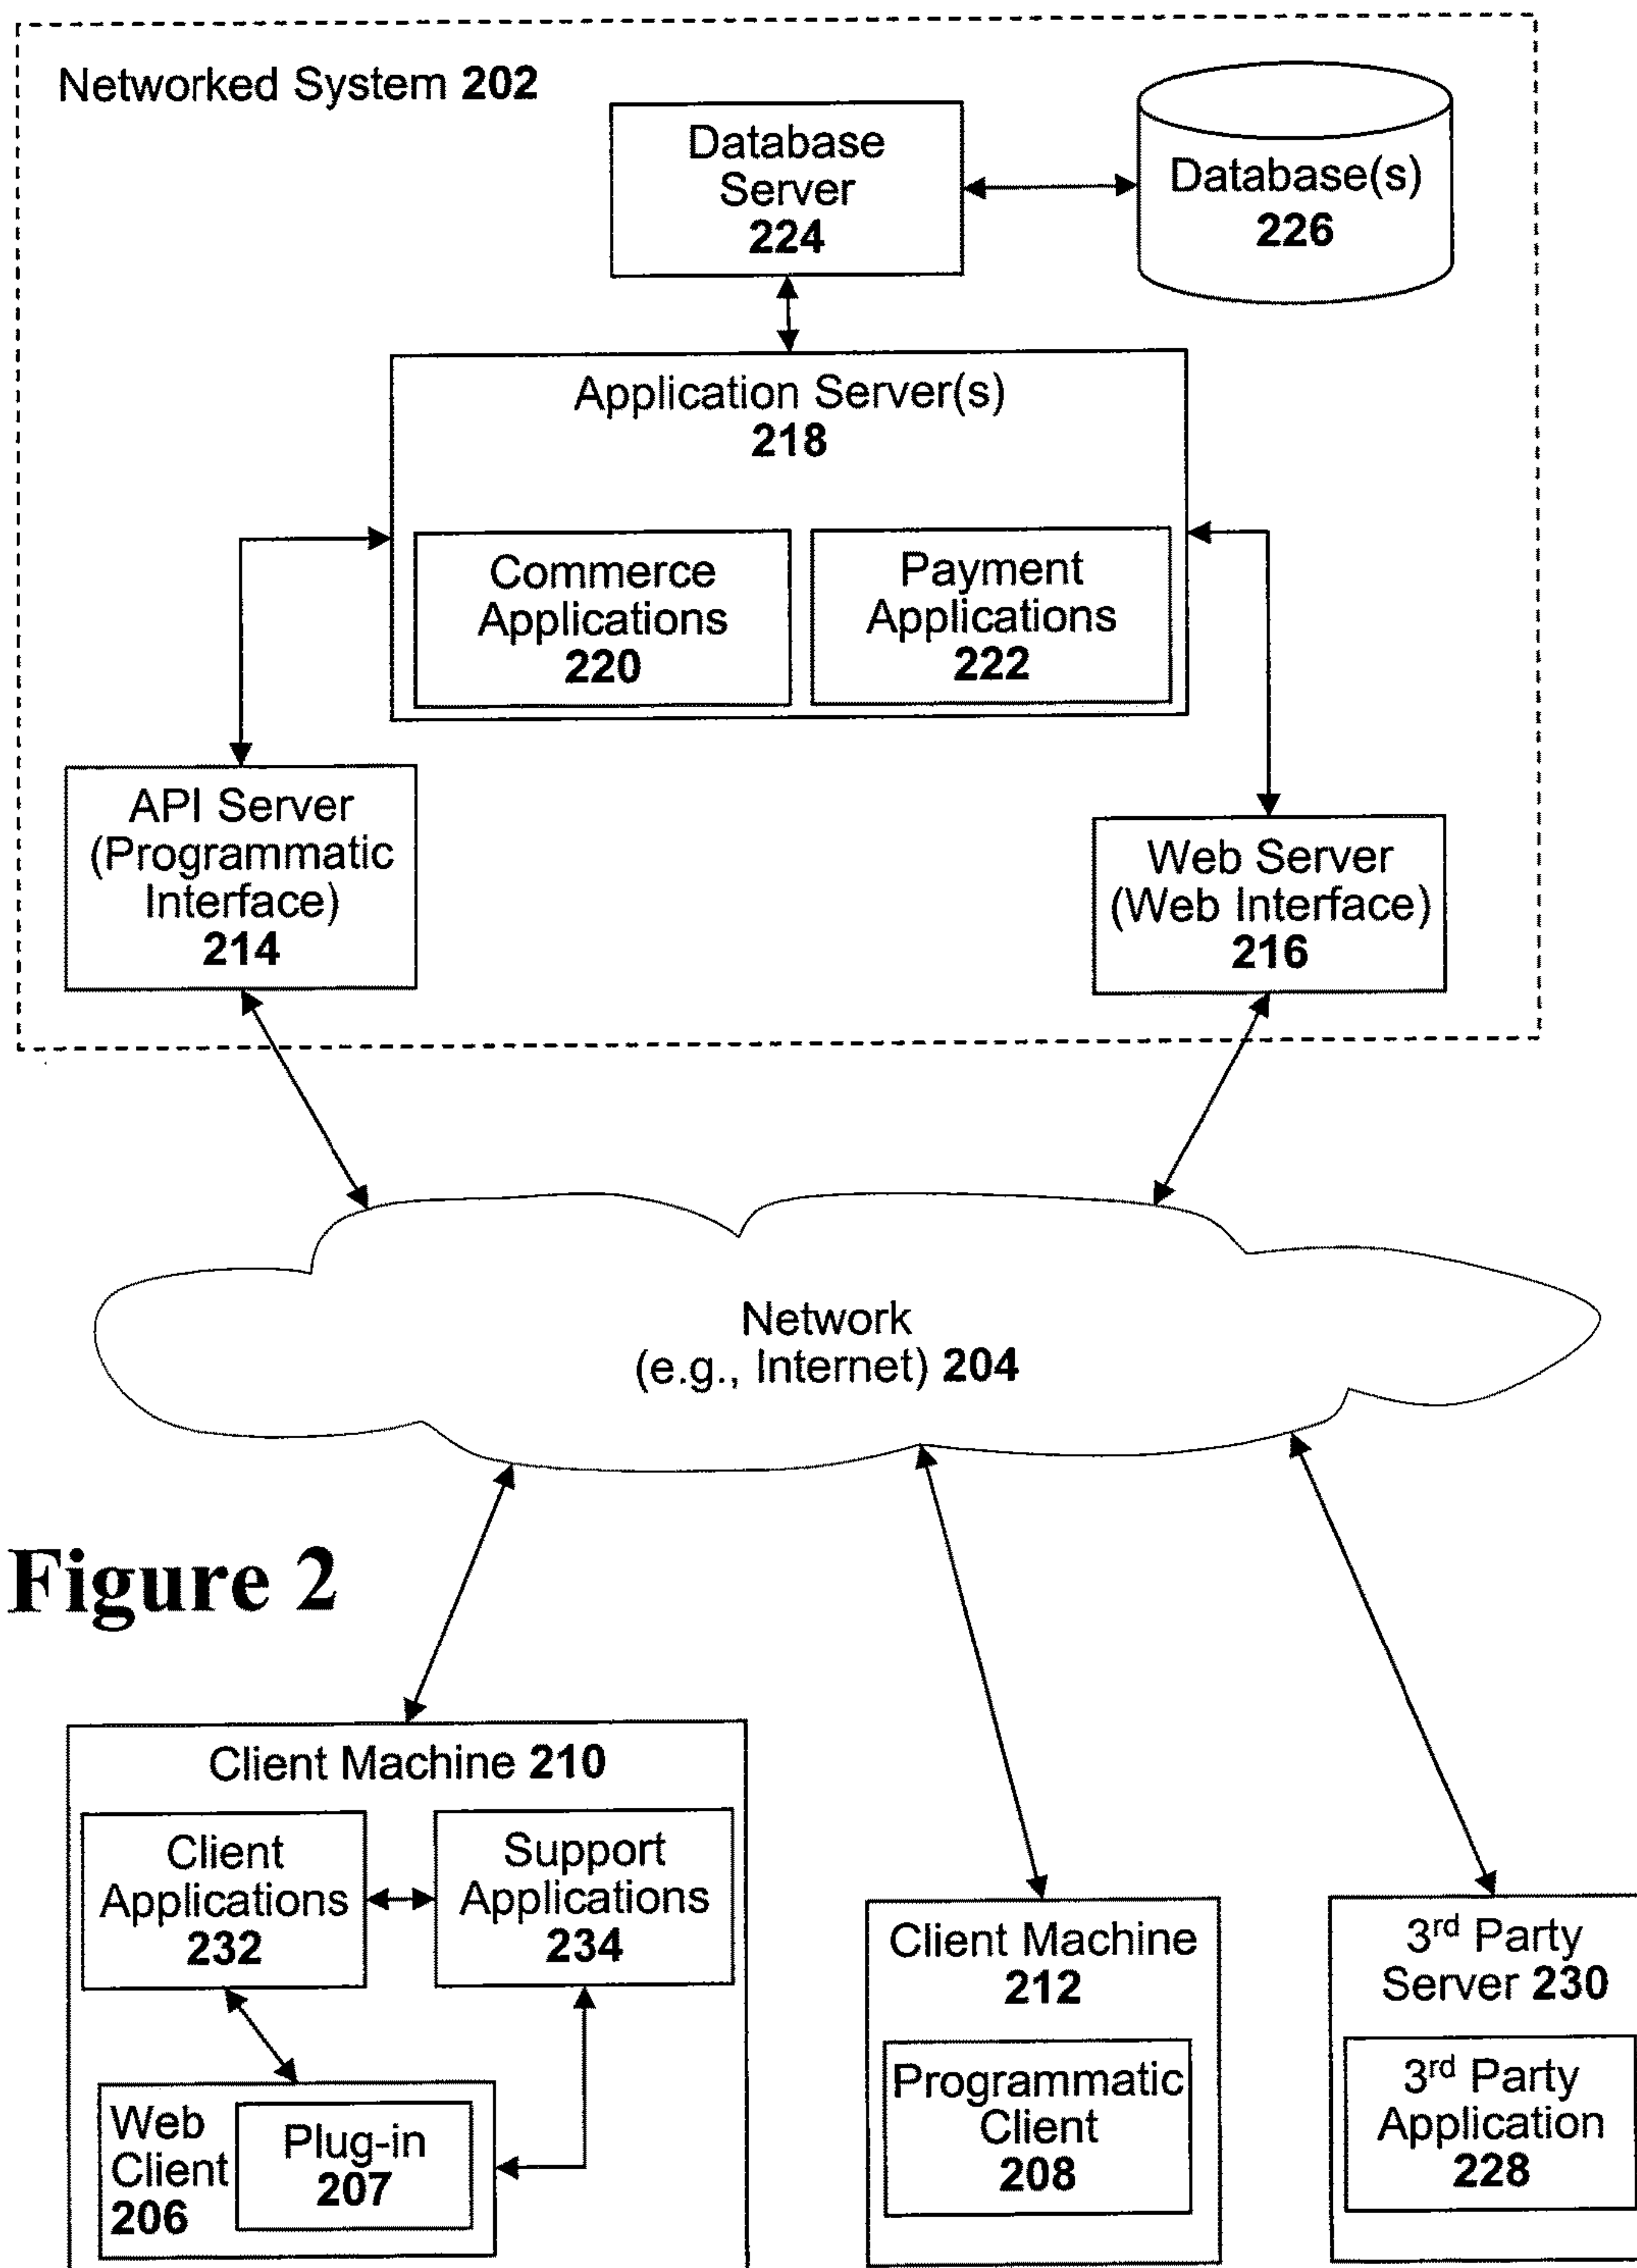 Networked System 202
Database
Server
224
Database(s)
226
Application Server(s)
218
Commerce
Applications
220
Payment
Applications
222
API Server
(Programmatic
Interface)
214
Web Server
(Web Interface)
216
Network
(e.g., Internet) 204
Figure 2
Client Machine 210
Client
Applications
232
Support
Applications
234
Web
Client
206
Plug-in
207
Client Machine
212
Programmatic
Client
208
3rd Party
Server 230
3rd Party
Application
228